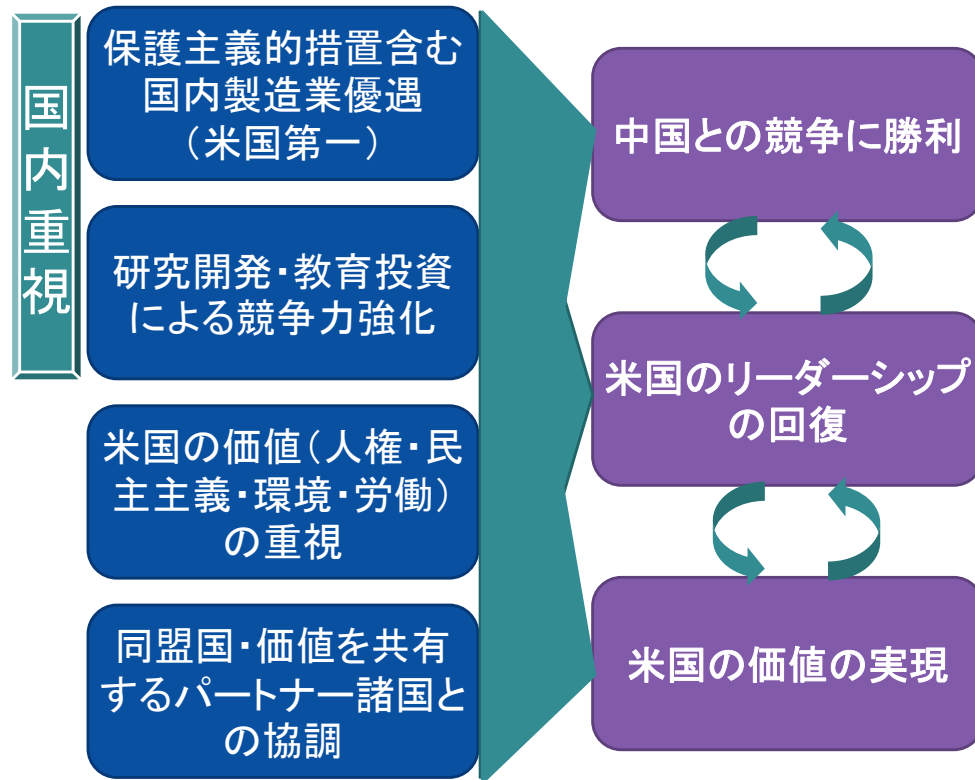 国内重視
保護主義的措置含む
国内製造業優遇
（米国第一）
研究開発・教育投資
による競争力強化
米国の価値（人権・民
主主義・環境・労働）
の重視
同盟国・価値を共有
するパートナー諸国と
の協調
中国との競争に勝利
米国のリーダーシップ
の回復
米国の価値の実現